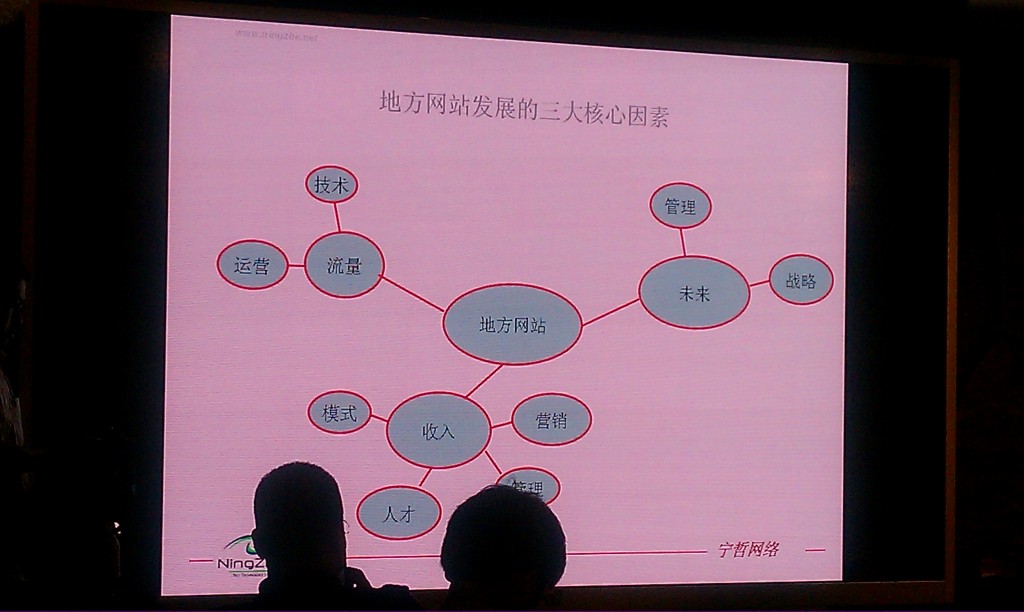 www.ningzhe.net
地方网站发展的三大核心因素
技术
管理
运营
流量
未来
战略
地方网站
模式
收入
营销
管理
人才
宁哲网络